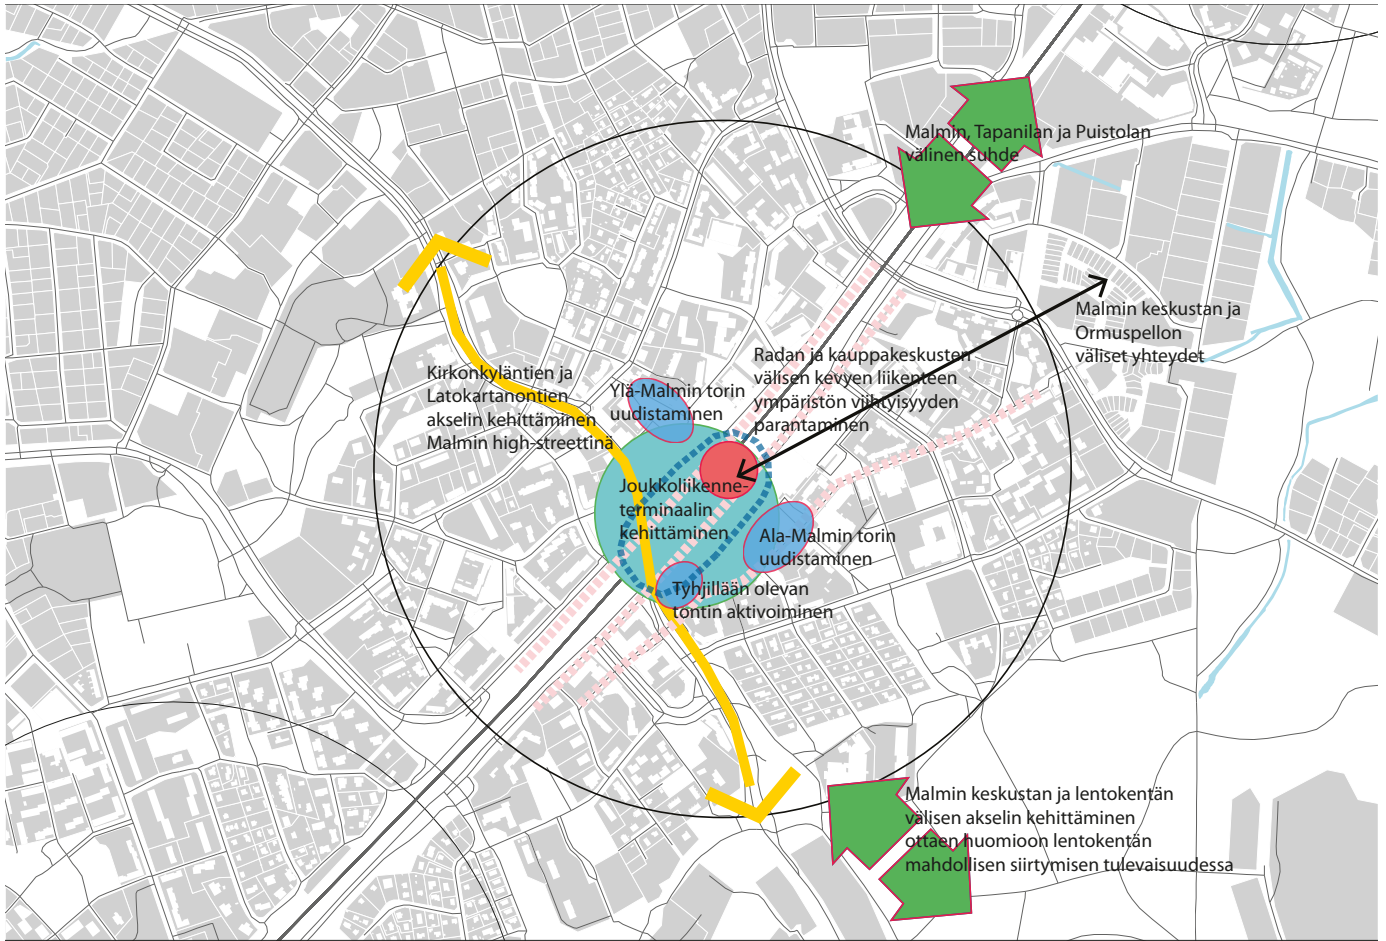 Malmin, Tapanilan ja Puistolan
välinen suhde
Malmin keskustan ja
Ormuspellon
väliset yhteydet
Radan ja kauppakeskusten
välisen kevyen liikenteen
ympäristön viihtyisyyden
parantaminen
Kirkonkyläntien ja
Latokartanontien
akselin kehittäminen
Malmin high-streettinä
Ylä-Malmin torin
uudistaminen
Joukkoliikenne-
terminaalin
kehittäminen
Ala-Malmin torin
uudistaminen
Tyhjillään olevan
tontin aktivoiminen
Malmin keskustan ja lentokentän
välisen akselin kehittäminen
ottaen huomioon lentokentän
mahdollisen siirtymisen tulevaisuudessa